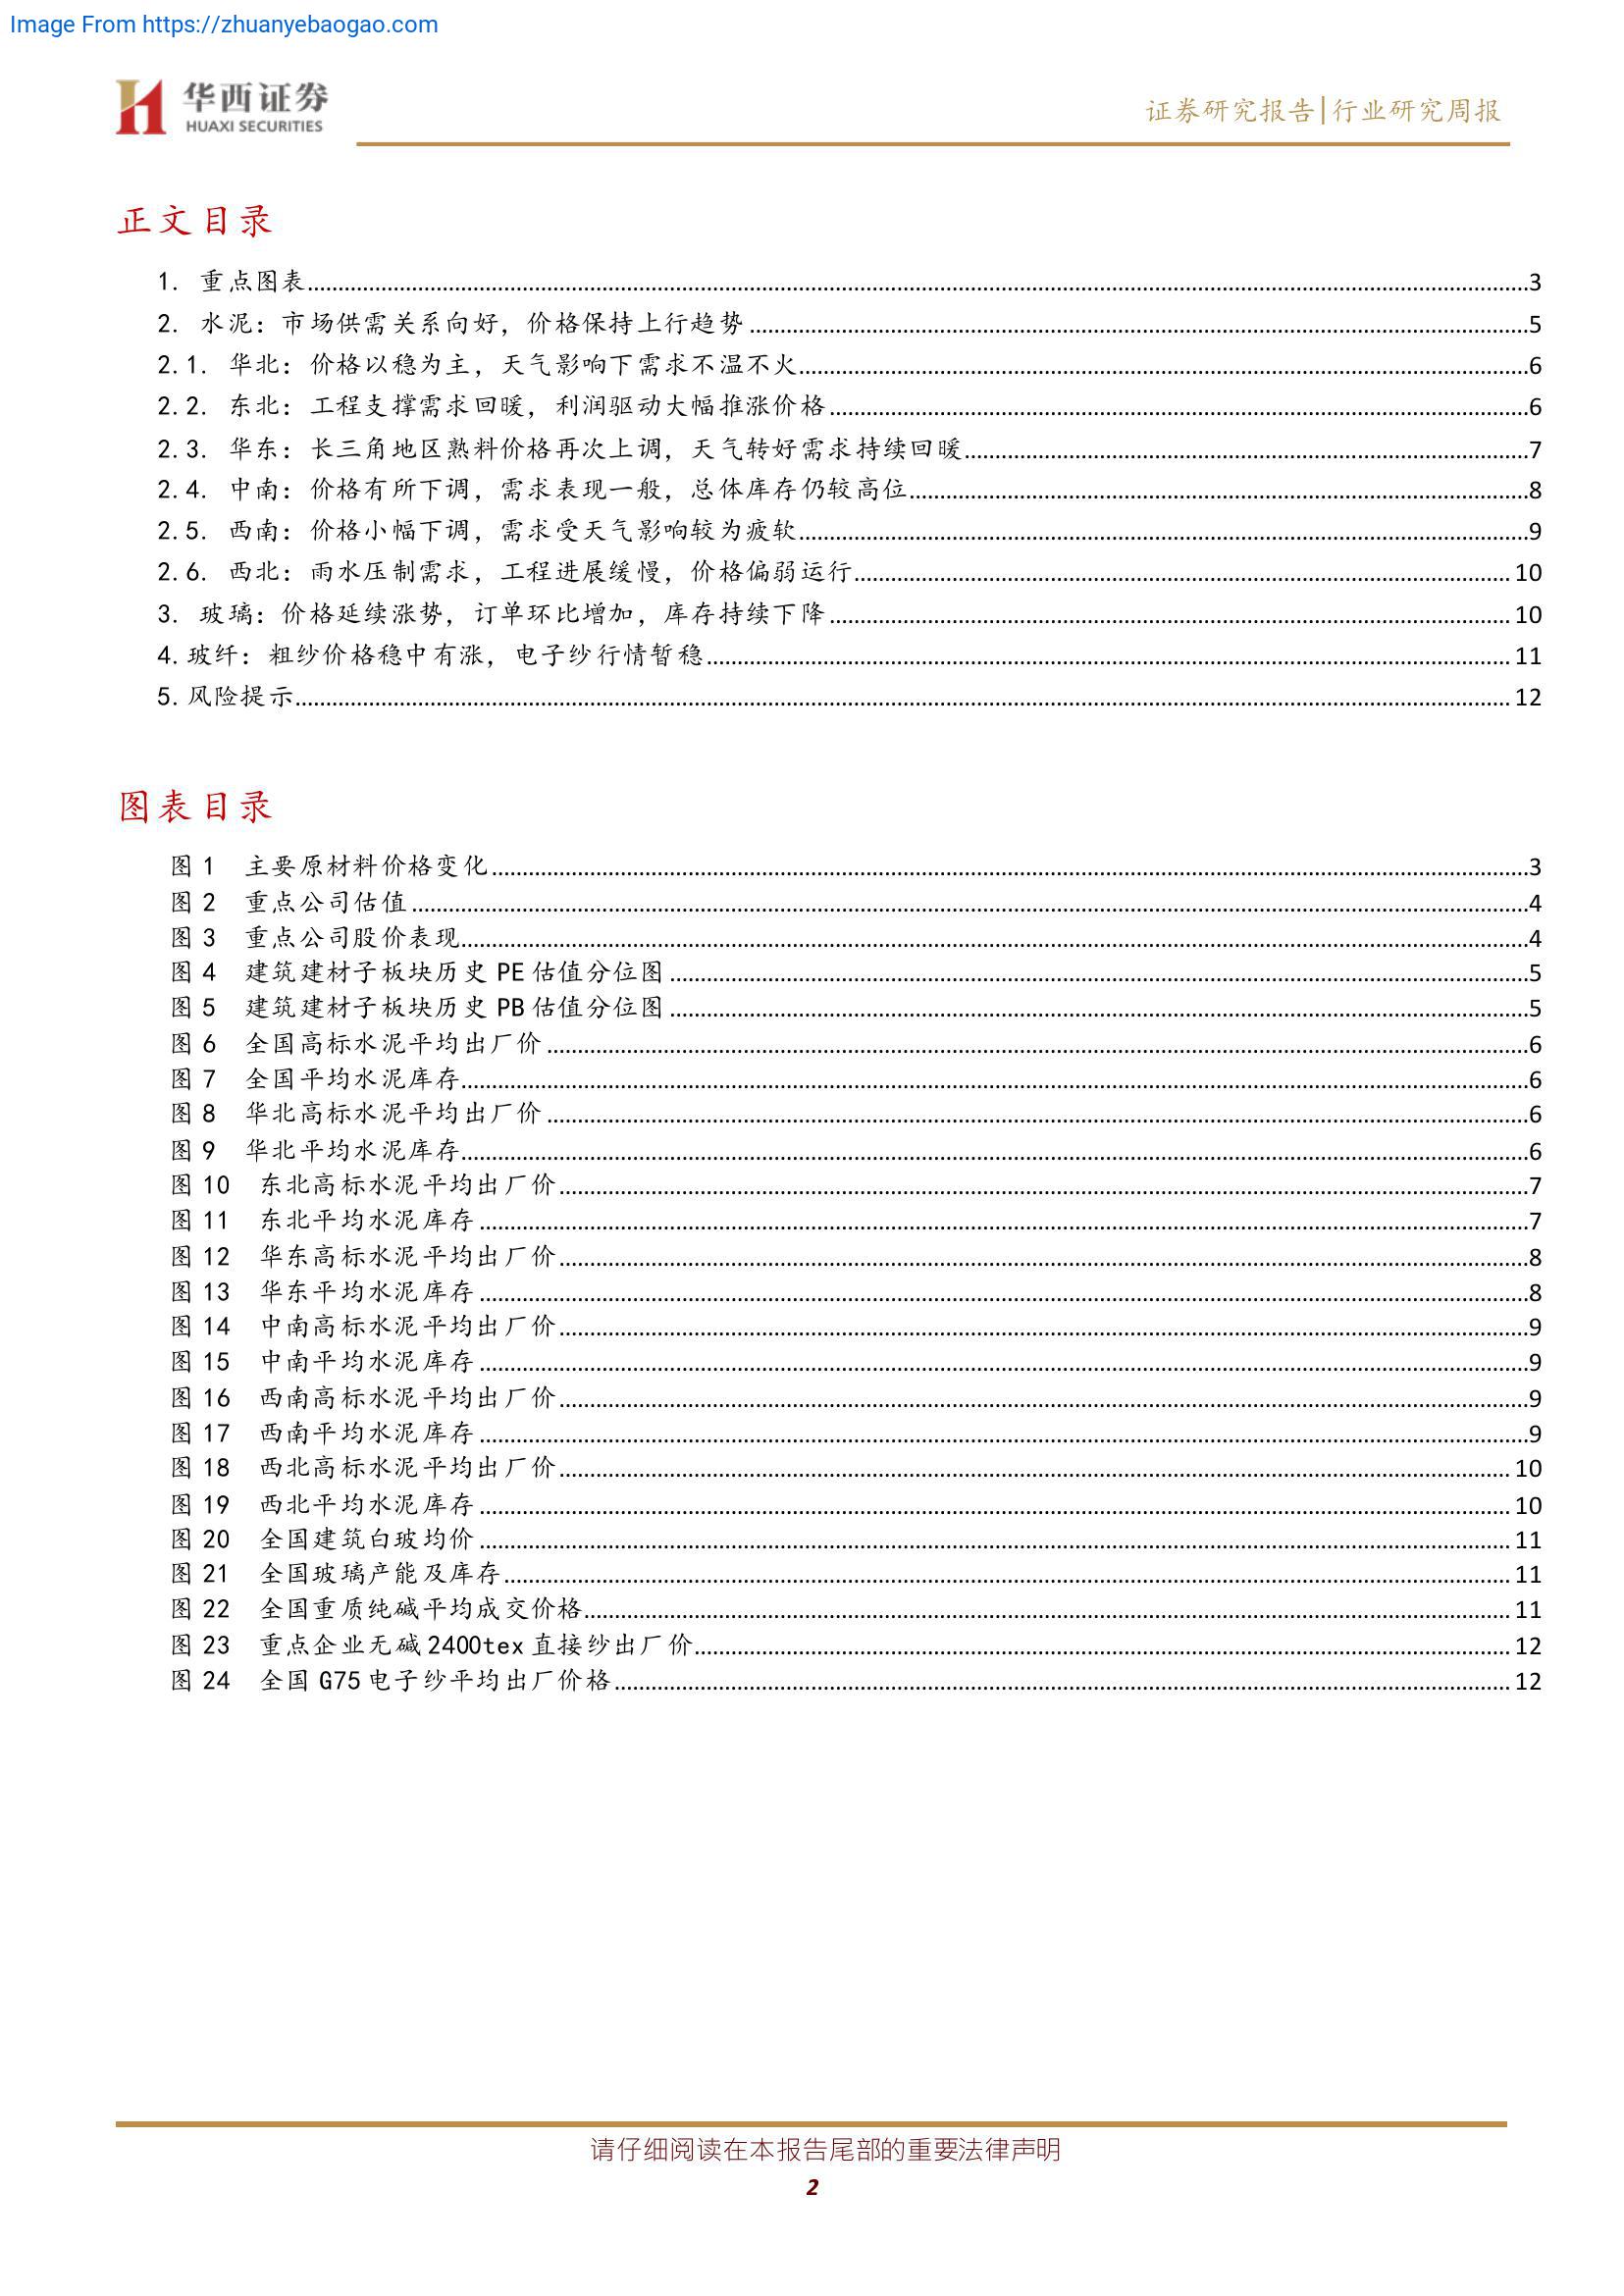 Image From https://zhuanyebaogao.com
华西证券
HUAXI SECURITIES
证券研究报告|行业研究周报
正文目录
1. 重点图表......3
2. 水泥：市场供需关系向好，价格保持上行趋势......5
2.1. 华北：价格以稳为主，天气影响下需求不温不火......6
2.2. 东北：工程支撑需求回暖，利润驱动大幅推涨价格......6
2.3. 华东：长三角地区熟料价格再次上调，天气转好需求持续回暖......7
2.4. 中南：价格有所下调，需求表现一般，总体库存仍较高位......8
2.5. 西南：价格小幅下调，需求受天气影响较为疲软......9
2.6. 西北：雨水压制需求，工程进展缓慢，价格偏弱运行......10
3. 玻璃：价格延续涨势，订单环比增加，库存持续下降......10
4.玻纤：粗纱价格稳中有涨，电子纱行情暂稳......11
5.风险提示......12
图表目录
图 1 主要原材料价格变化......3
图 2 重点公司估值......4
图 3 重点公司股价表现......4
图 4 建筑建材子板块历史 PE 估值分位图......5
图 5 建筑建材子板块历史 PB 估值分位图......5
图 6 全国高标水泥平均出厂价......6
图 7 全国平均水泥库存......6
图 8 华北高标水泥平均出厂价......6
图 9 华北平均水泥库存......6
图 10 东北高标水泥平均出厂价......7
图 11 东北平均水泥库存......7
图 12 华东高标水泥平均出厂价......8
图 13 华东平均水泥库存......8
图 14 中南高标水泥平均出厂价......9
图 15 中南平均水泥库存......9
图 16 西南高标水泥平均出厂价......9
图 17 西南平均水泥库存......9
图 18 西北高标水泥平均出厂价......10
图 19 西北平均水泥库存......10
图 20 全国建筑白玻均价......11
图 21 全国玻璃产能及库存......11
图 22 全国重质纯碱平均成交价格......11
图 23 重点企业无碱2400tex直接纱出厂价......12
图 24 全国 G75电子纱平均出厂价格......12
请仔细阅读在本报告尾部的重要法律声明
2